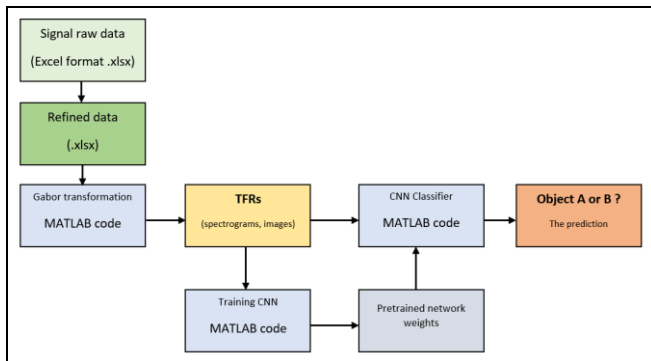 Signal raw data
(Excel format .xlsx)
Refined data
(.xlsx)
Gabor transformation
MATLAB code
TFRs
(spectrograms, images)
CNN Classifier
MATLAB code
Object A or B ?
The prediction
Training CNN
MATLAB code
Pretrained network
weights